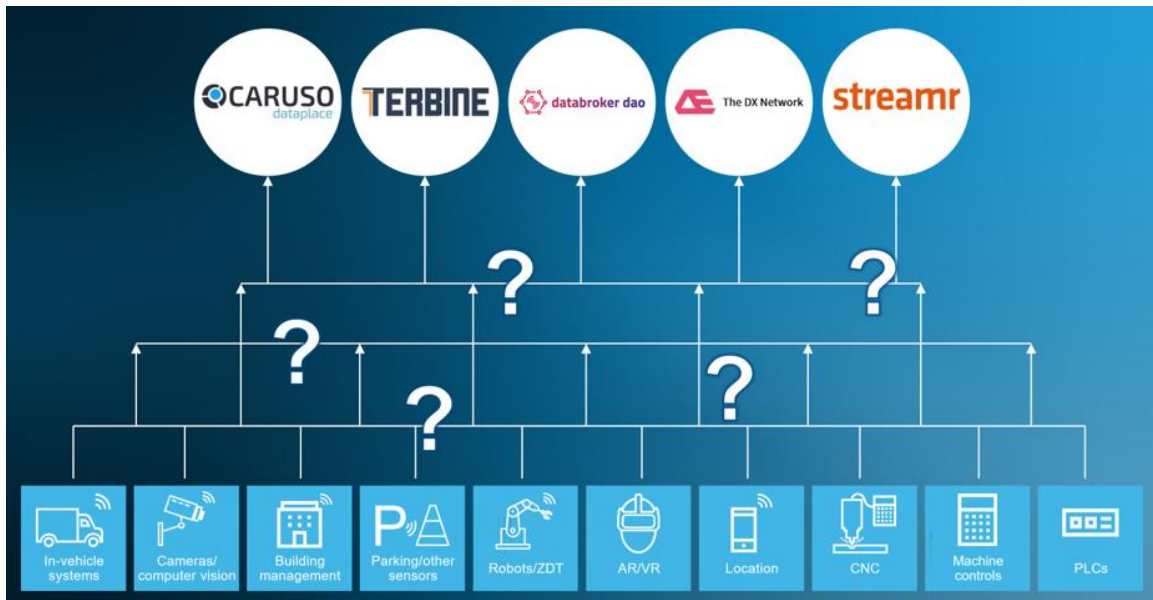 CARUSO
dataplace
TERBINE
databroker dao
The DX Network
streamr
?
?
?
?
?
In-vehicle
systems
Cameras/
computer vision
Building
management
P
Parking/other
sensors
Robots/ZDT
AR/VR
Location
CNC
Machine
controls
PLCs